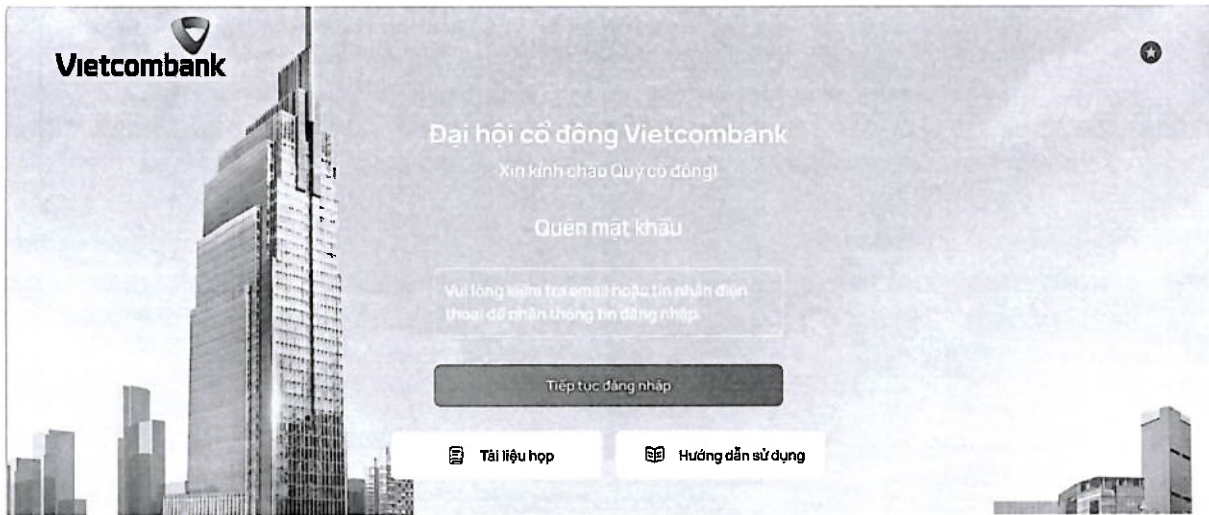 Vietcombank
Đại hội cổ đông Vietcombank
Xin kính chào Quý cổ đông!
Quên mật khẩu
Vui lòng kiểm tra email hoặc tin nhắn điện
thoại để nhận thông tin đăng nhập.
Tiếp tục đăng nhập
Tài liệu họp
Hướng dẫn sử dụng